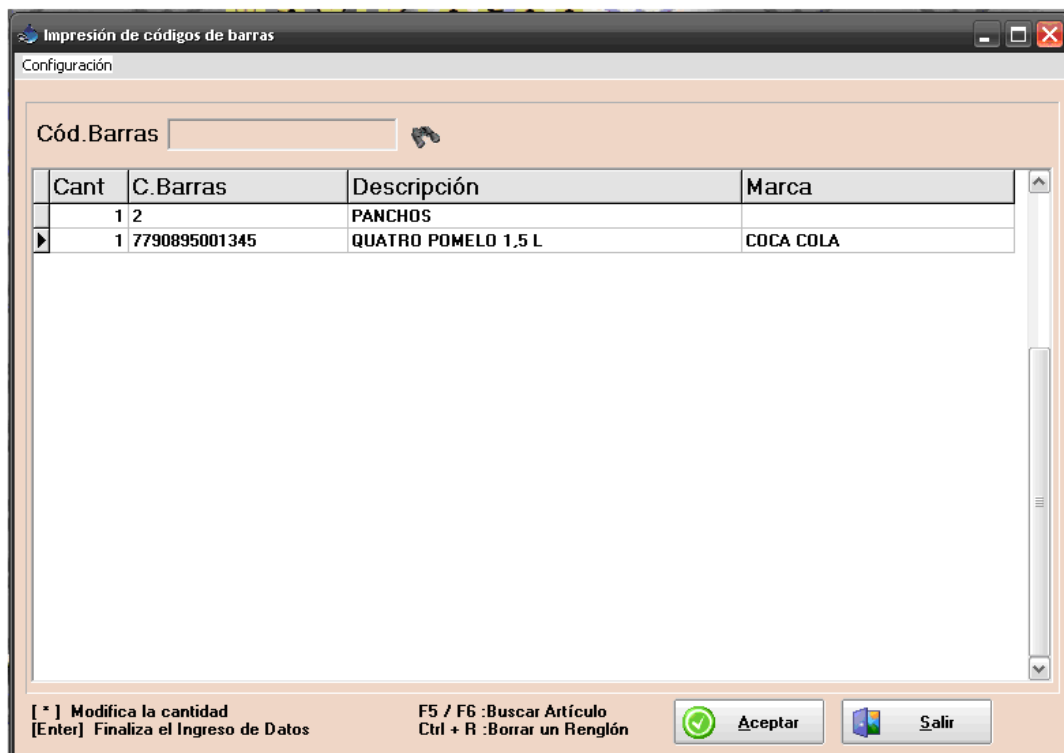 Impresión de códigos de barras
Configuración
Cód.Barras
Cant C.Barras Descripción Marca
1 2 PANCHOS
1 7790895001345 QUATRO POMELO 1,5 L COCA COLA
[ * ] Modifica la cantidad F5 / F6 :Buscar Artículo
[Enter] Finaliza el Ingreso de Datos Ctrl + R :Borrar un Renglón
Aceptar Salir